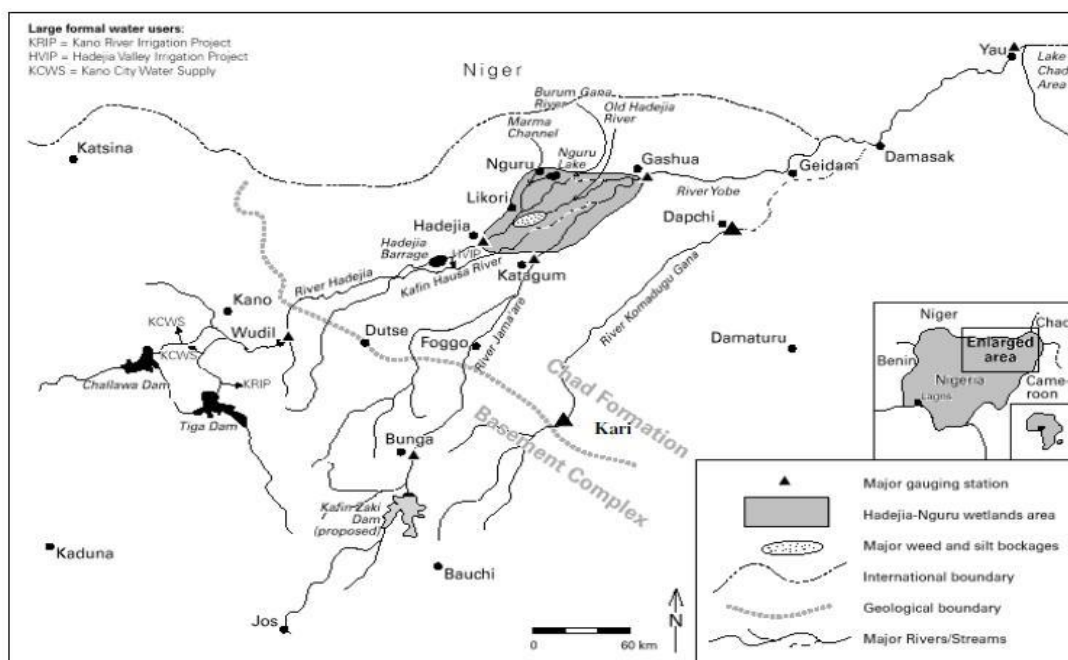 Large formal water users:
KRIP = Kano River Irrigation Project
HVIP = Hadejia Valley Irrigation Project
KCWS = Kano City Water Supply
Niger
Yau
Lake
Chad
Area
Burum Gana
River
Old Hadejia
River
Marma
Channel
Katsina
Nguru
Nguru
Lake
Gashua
Geidam
Damasak
Likori
River Yobe
Dapchi
Hadejia
Hadejia
Barrage
HVIP
Katagum
River Hadejia
Kafin Hausa River
River Komadugu Gana
Kano
KCWS
Wudil
KCWS
Dutse
Foggo
River Jama'are
Damaturu
Challawa Dam
KRIP
Tiga Dam
Chad Formation
Basement Complex
Kari
Bunga
Kafin Zaki
Dam
(proposed)
Kaduna
Bauchi
Jos
N
0
60 km
Niger
Chad
Enlarged
area
Benin
Nigeria
Came-
roon
Lagos
Major gauging station
Hadejia-Nguru wetlands area
Major weed and silt bockages
International boundary
Geological boundary
Major Rivers/Streams